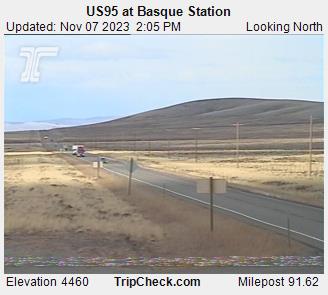 US95 at Basque Station
Updated: Nov 07 2023 2:05 PM Looking North
Elevation 4460 TripCheck.com Milepost 91.62